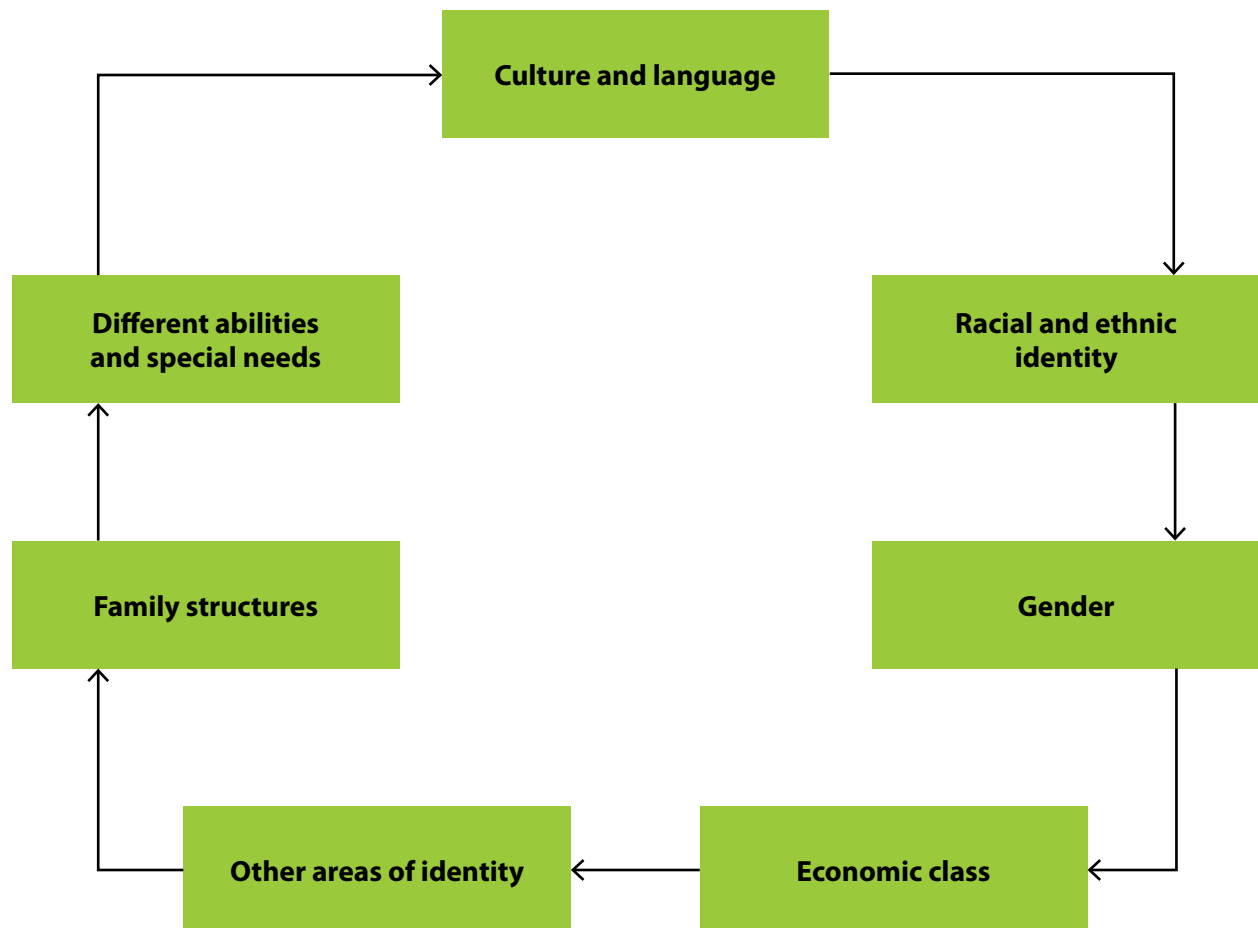 Culture and language
Racial and ethnic
identity
Gender
Economic class
Other areas of identity
Family structures
Different abilities
and special needs